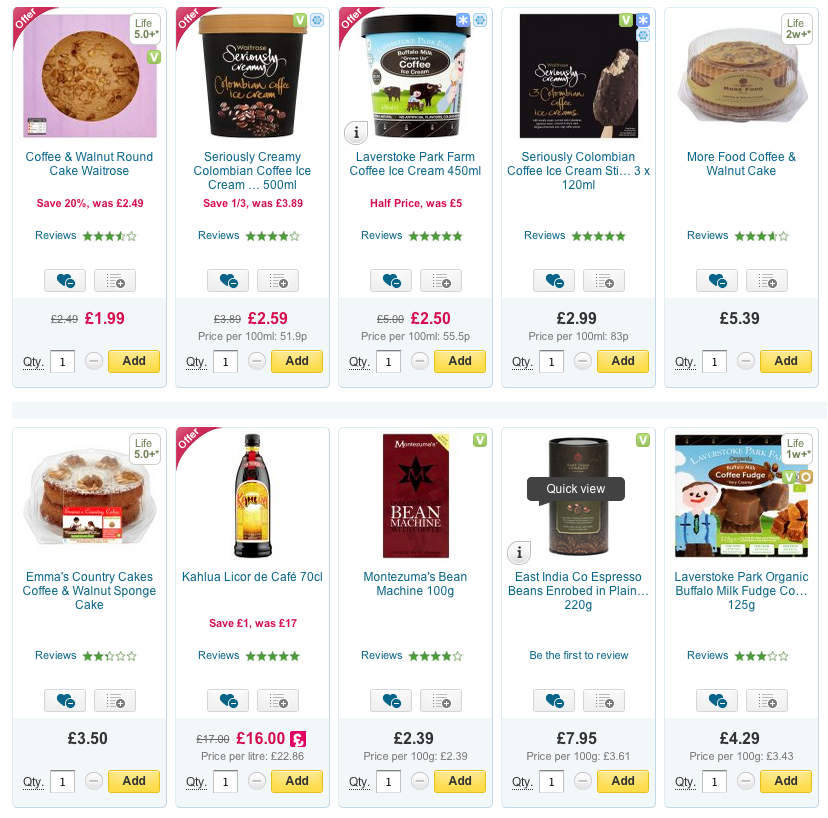 Offer
Life
5.0+*
V
Coffee & Walnut Round
Cake Waitrose
Save 20%, was £2.49
Reviews
£2.49 £1.99
Qty. 1 Add
Offer
V
Waitrose
Seriously
creamy
Colombian coffee
ice cream
Seriously Creamy
Colombian Coffee Ice
Cream ... 500ml
Save 1/3, was £3.89
Reviews
£3.89 £2.59
Price per 100ml: 51.9p
Qty. 1 Add
Offer
LAVERSTOKE PARK FARM
Buffalo Milk
"Grown Up"
Coffee
Ice Cream
i
Laverstoke Park Farm
Coffee Ice Cream 450ml
Half Price, was £5
Reviews
£5.00 £2.50
Price per 100ml: 55.5p
Qty. 1 Add
V
Waitrose
Seriously
creamy
3 Colombian
coffee
ice creams
Seriously Colombian
Coffee Ice Cream Sti... 3 x
120ml
Reviews
£2.99
Price per 100ml: 83p
Qty. 1 Add
Life
2w+*
MORE FOOD
More Food Coffee &
Walnut Cake
Reviews
£5.39
Qty. 1 Add
Life
5.0+*
Emma's Country Cakes
Emma's Country Cakes
Coffee & Walnut Sponge
Cake
Reviews
£3.50
Qty. 1 Add
Offer
KAHLUA
Kahlua Licor de Café 70cl
Save £1, was £17
Reviews
£17.00 £16.00 £
Price per litre: £22.86
Qty. 1 Add
V
Montezuma's
BEAN
MACHINE
Montezuma's Bean
Machine 100g
Reviews
£2.39
Price per 100g: £2.39
Qty. 1 Add
V
Quick view
i
East India Co Espresso
Beans Enrobed in Plain...
220g
Be the first to review
£7.95
Price per 100g: £3.61
Qty. 1 Add
Life
1w+*
V
LAVERSTOKE PARK FA
Organic
Buffalo Milk
Coffee Fudge
"Very Creamy"
Laverstoke Park Organic
Buffalo Milk Fudge Co...
125g
Reviews
£4.29
Price per 100g: £3.43
Qty. 1 Add